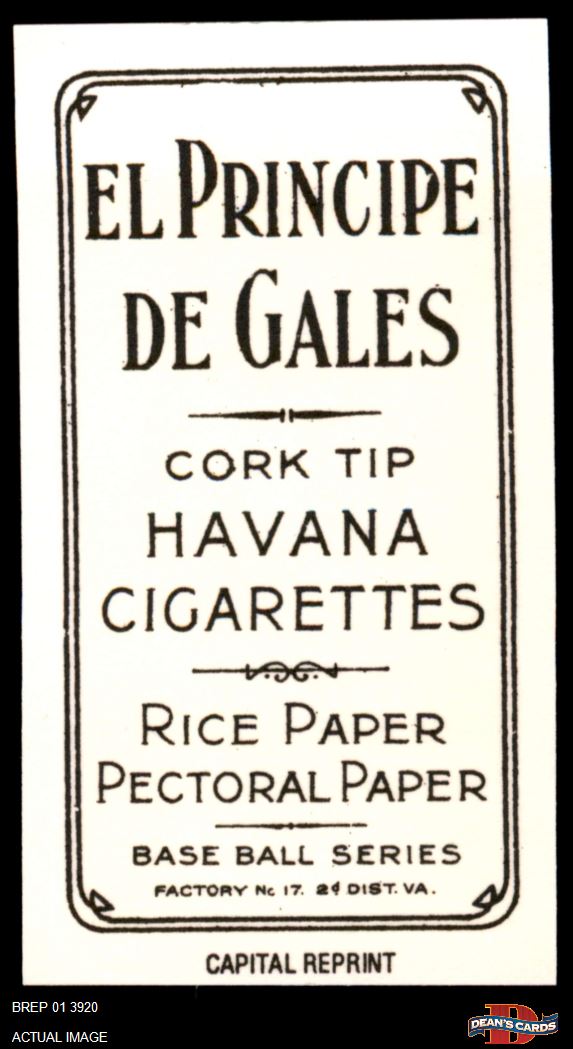 EL PRINCIPE
DE GALES
CORK TIP
HAVANA
CIGARETTES
RICE PAPER
PECTORAL PAPER
BASE BALL SERIES
FACTORY No 17. 2d DIST. VA.
CAPITAL REPRINT
BREP 01 3920
ACTUAL IMAGE
D
DEAN'S CARDS